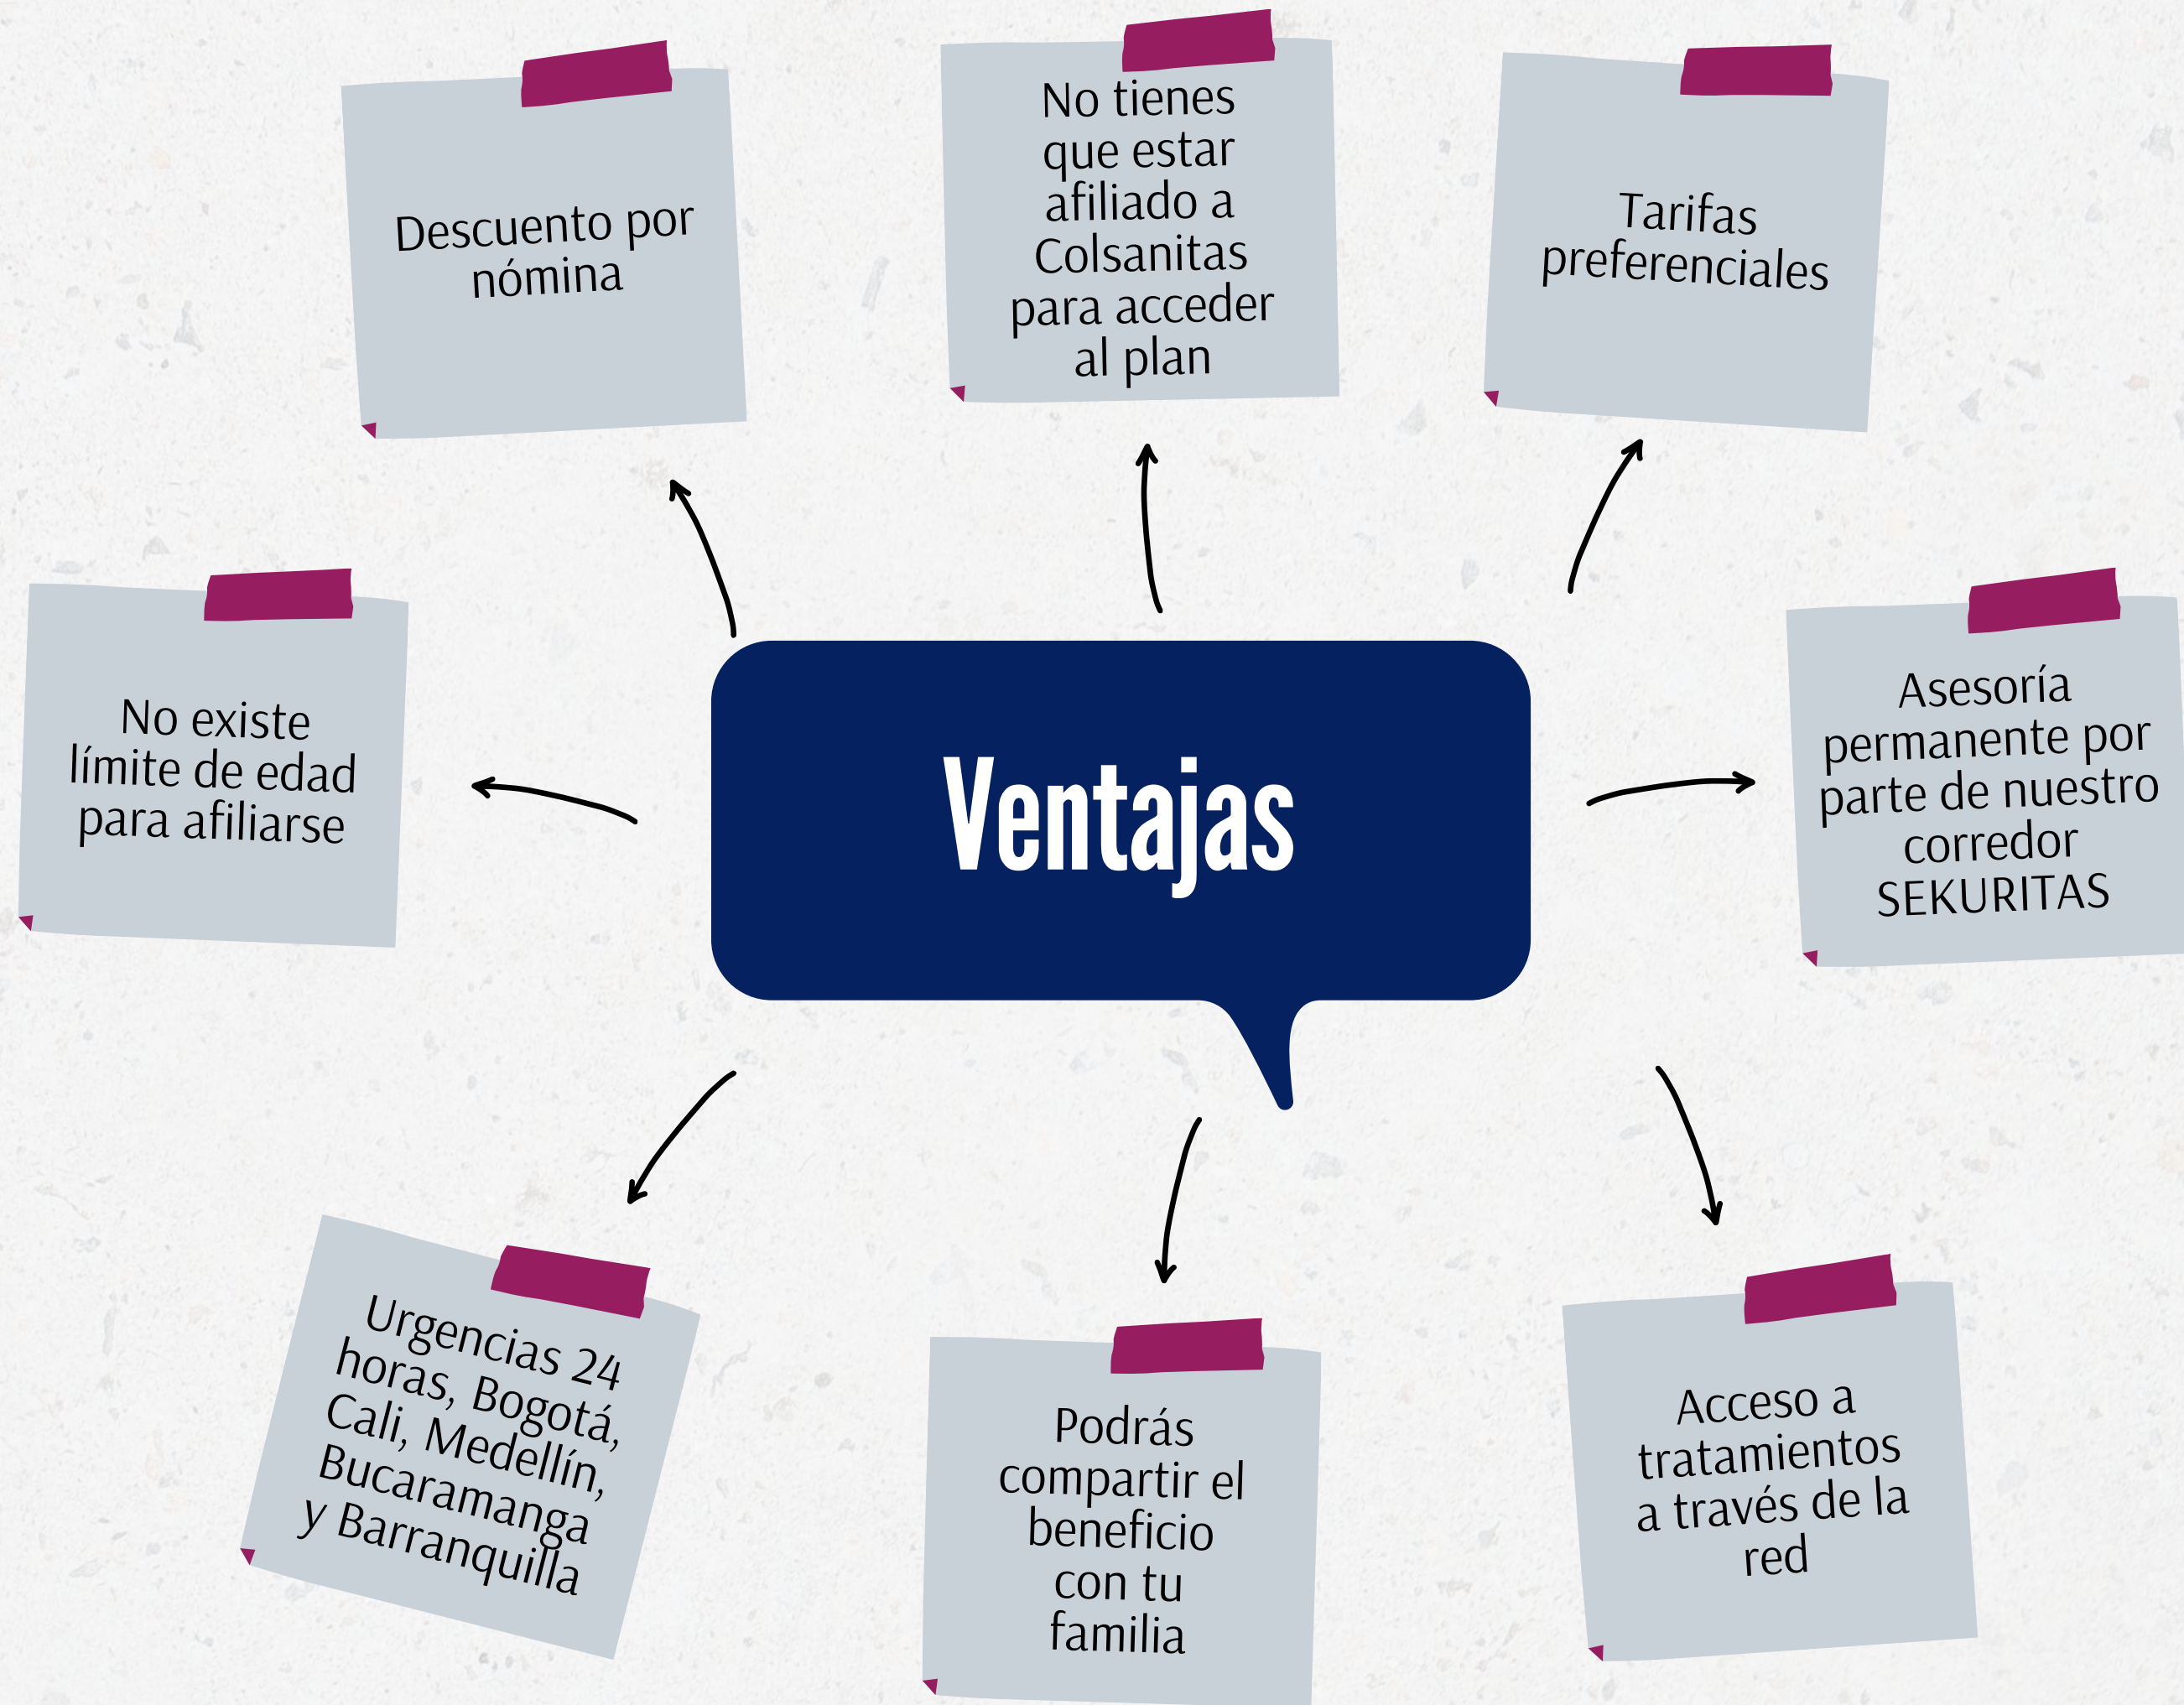 Descuento por
nómina
No tienes
que estar
afiliado a
Colsanitas
para acceder
al plan
Tarifas
preferenciales
No existe
límite de edad
para afiliarse
Ventajas
Asesoría
permanente por
parte de nuestro
corredor
SEKURITAS
Urgencias 24
horas, Bogotá,
Cali, Medellín,
Bucaramanga
y Barranquilla
Podrás
compartir el
beneficio
con tu
familia
Acceso a
tratamientos
a través de la
red